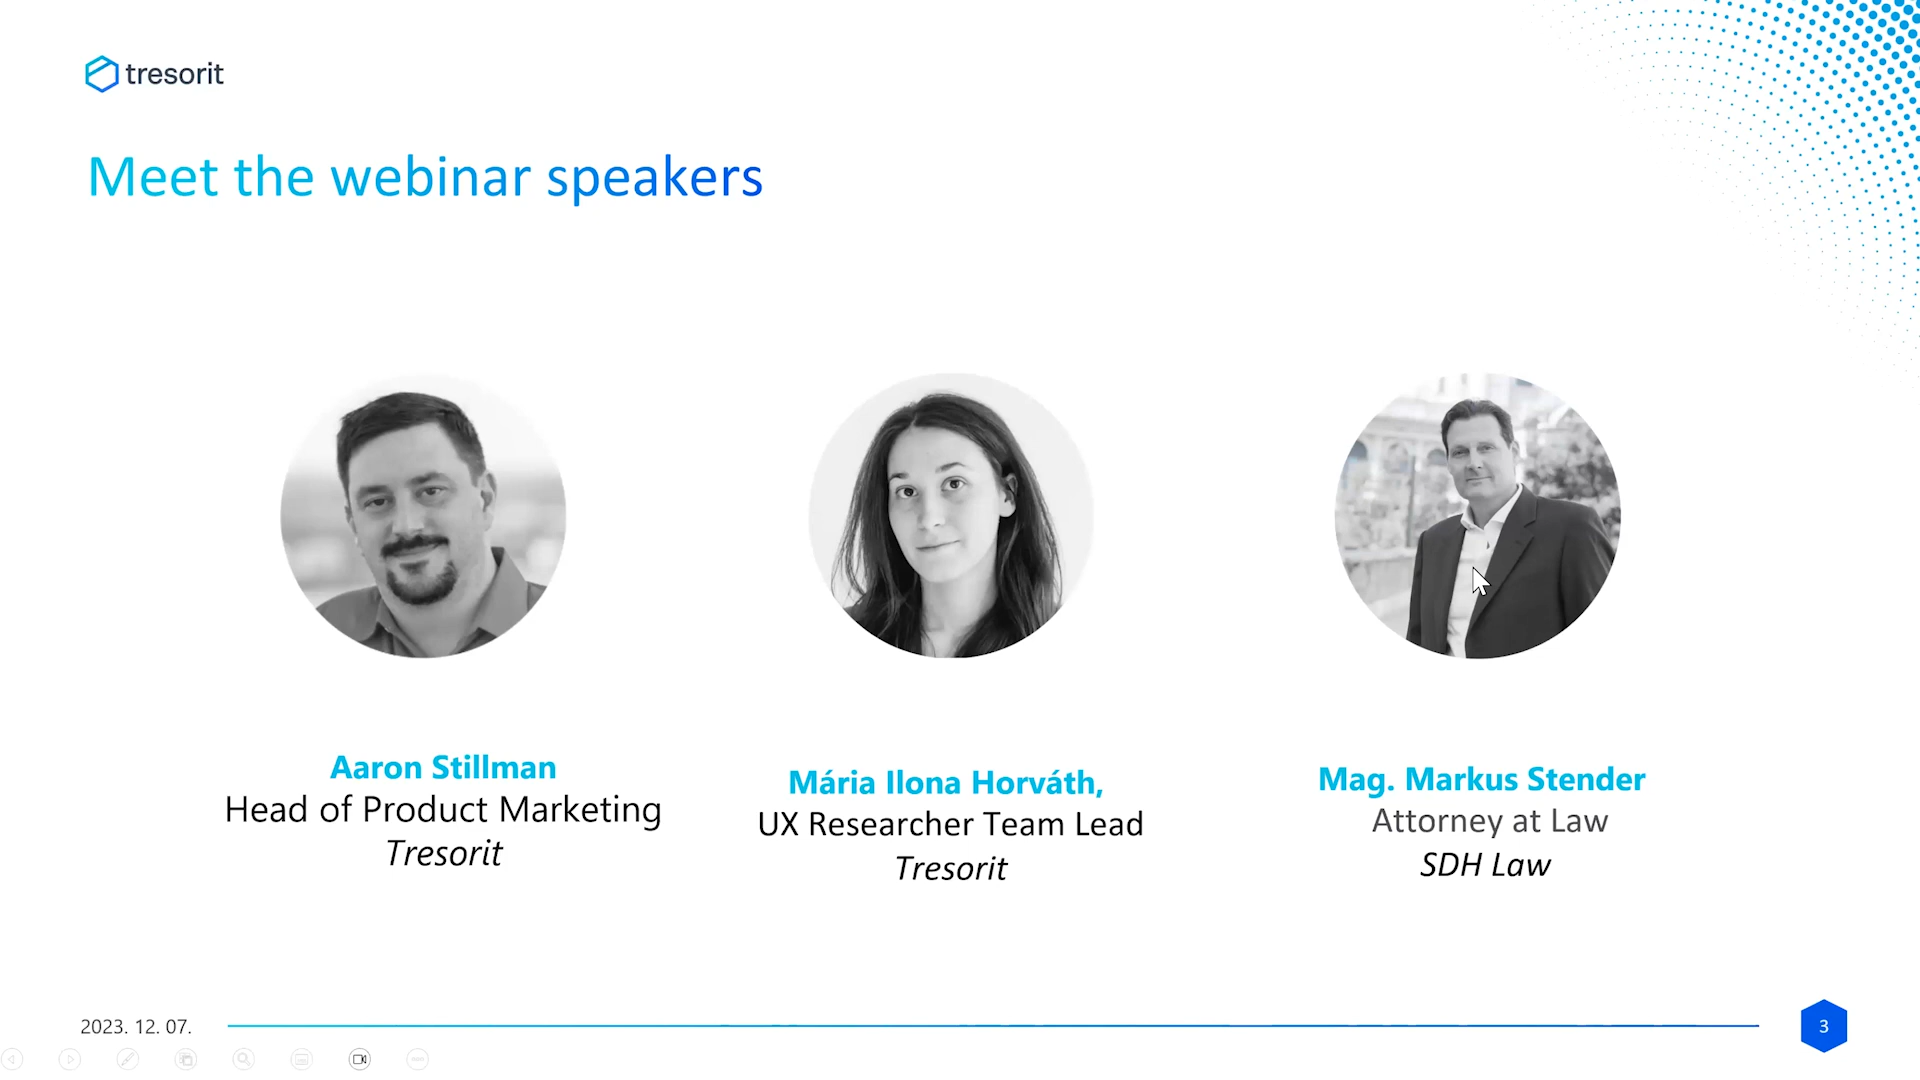 tresorit
Meet the webinar speakers
Aaron Stillman
Head of Product Marketing
Tresorit
Mária Ilona Horváth,
UX Researcher Team Lead
Tresorit
Mag. Markus Stender
Attorney at Law
SDH Law
2023. 12. 07.
3